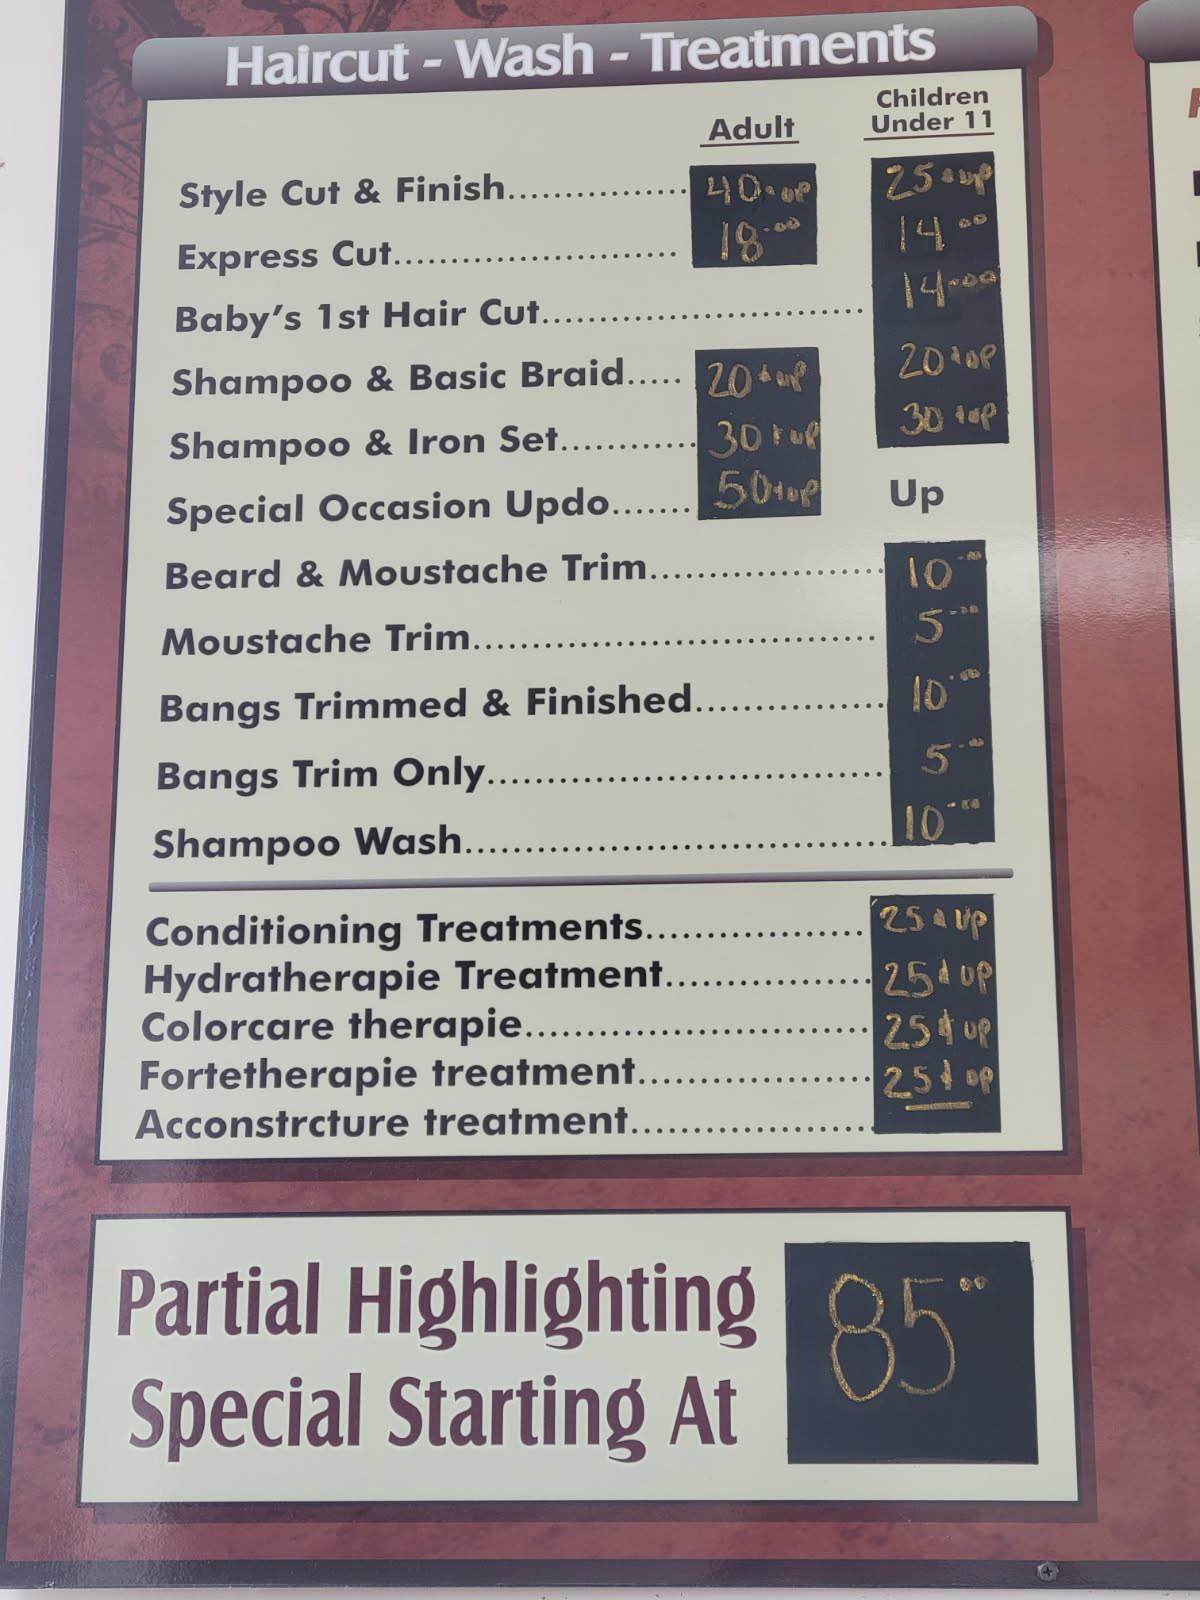 Haircut - Wash - Treatments
Adult Children Under 11
Style Cut & Finish............... 40 & up 25 & up
Express Cut........................ 18.00 14 00
Baby's 1st Hair Cut........................... 14.00
Shampoo & Basic Braid..... 20 & up 20 & up
Shampoo & Iron Set............ 30 & up 30 & up
Special Occasion Updo....... 50 & up Up
Beard & Moustache Trim.................... 10.00
Moustache Trim.................................. 5.00
Bangs Trimmed & Finished................ 10.00
Bangs Trim Only................................. 5.00
Shampoo Wash.................................... 10.00
Conditioning Treatments................... 25 & up
Hydratherapie Treatment.................. 25 & up
Colorcare therapie............................. 25 & up
Fortetherapie treatment.................... 25 & up
Acconstrcture treatment.....................
Partial Highlighting
Special Starting At 85 00